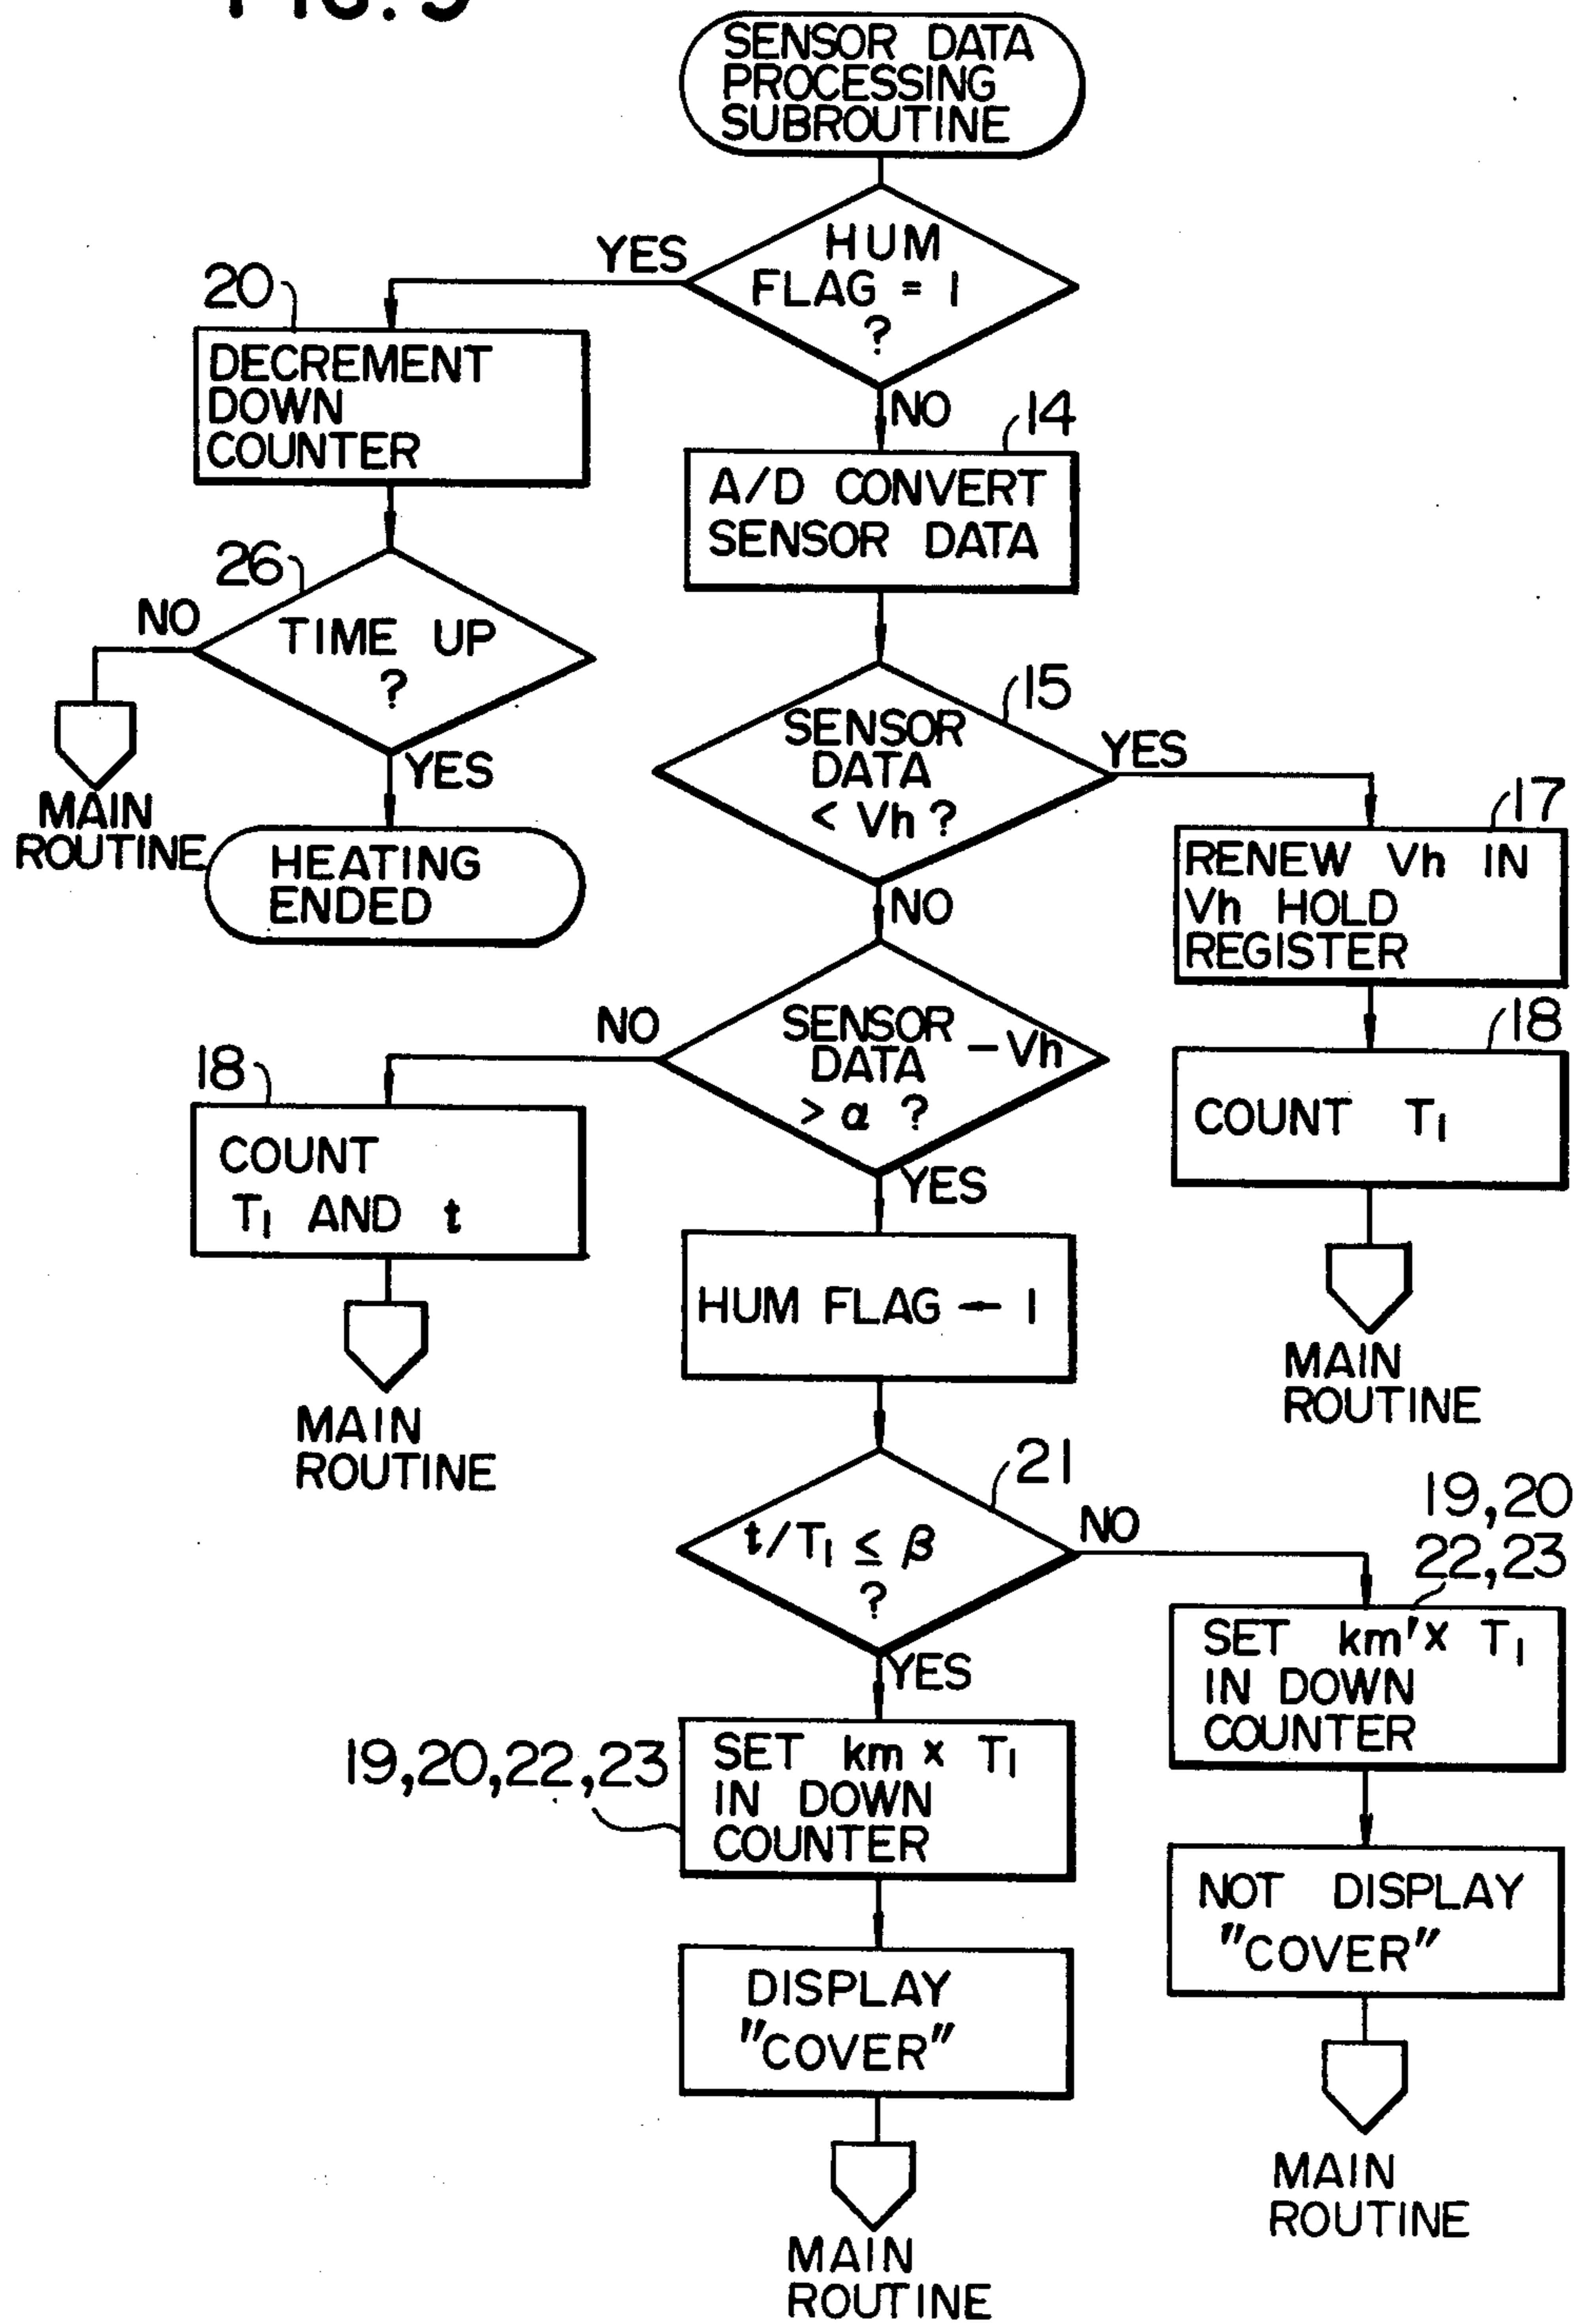 FIG. 9
SENSOR DATA
PROCESSING
SUBROUTINE
HUM
FLAG = 1
?
YES
NO
20
DECREMENT
DOWN
COUNTER
14
A/D CONVERT
SENSOR DATA
26
TIME UP
?
NO
MAIN
ROUTINE
YES
HEATING
ENDED
15
SENSOR
DATA
< Vh ?
YES
NO
17
RENEW Vh IN
Vh HOLD
REGISTER
18
COUNT T1
MAIN
ROUTINE
SENSOR
DATA - Vh
> α ?
NO
YES
18
COUNT
T1 AND t
MAIN
ROUTINE
HUM FLAG ← 1
21
t/T1 ≤ β
?
NO
YES
19,20
22,23
SET km' x T1
IN DOWN
COUNTER
19,20,22,23
SET km x T1
IN DOWN
COUNTER
NOT DISPLAY
"COVER"
MAIN
ROUTINE
DISPLAY
"COVER"
MAIN
ROUTINE